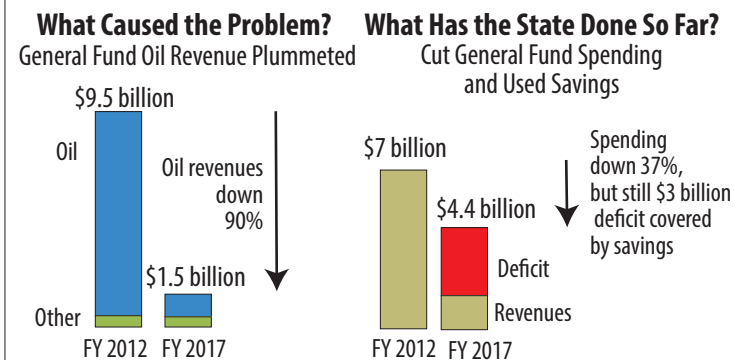 What Caused the Problem?
General Fund Oil Revenue Plummeted
$9.5 billion
Oil
Oil revenues
down
90%
$1.5 billion
Other
FY 2012 FY 2017
What Has the State Done So Far?
Cut General Fund Spending
and Used Savings
$7 billion
Spending
down 37%,
but still $3 billion
deficit covered
by savings
$4.4 billion
Deficit
Revenues
FY 2012 FY 2017